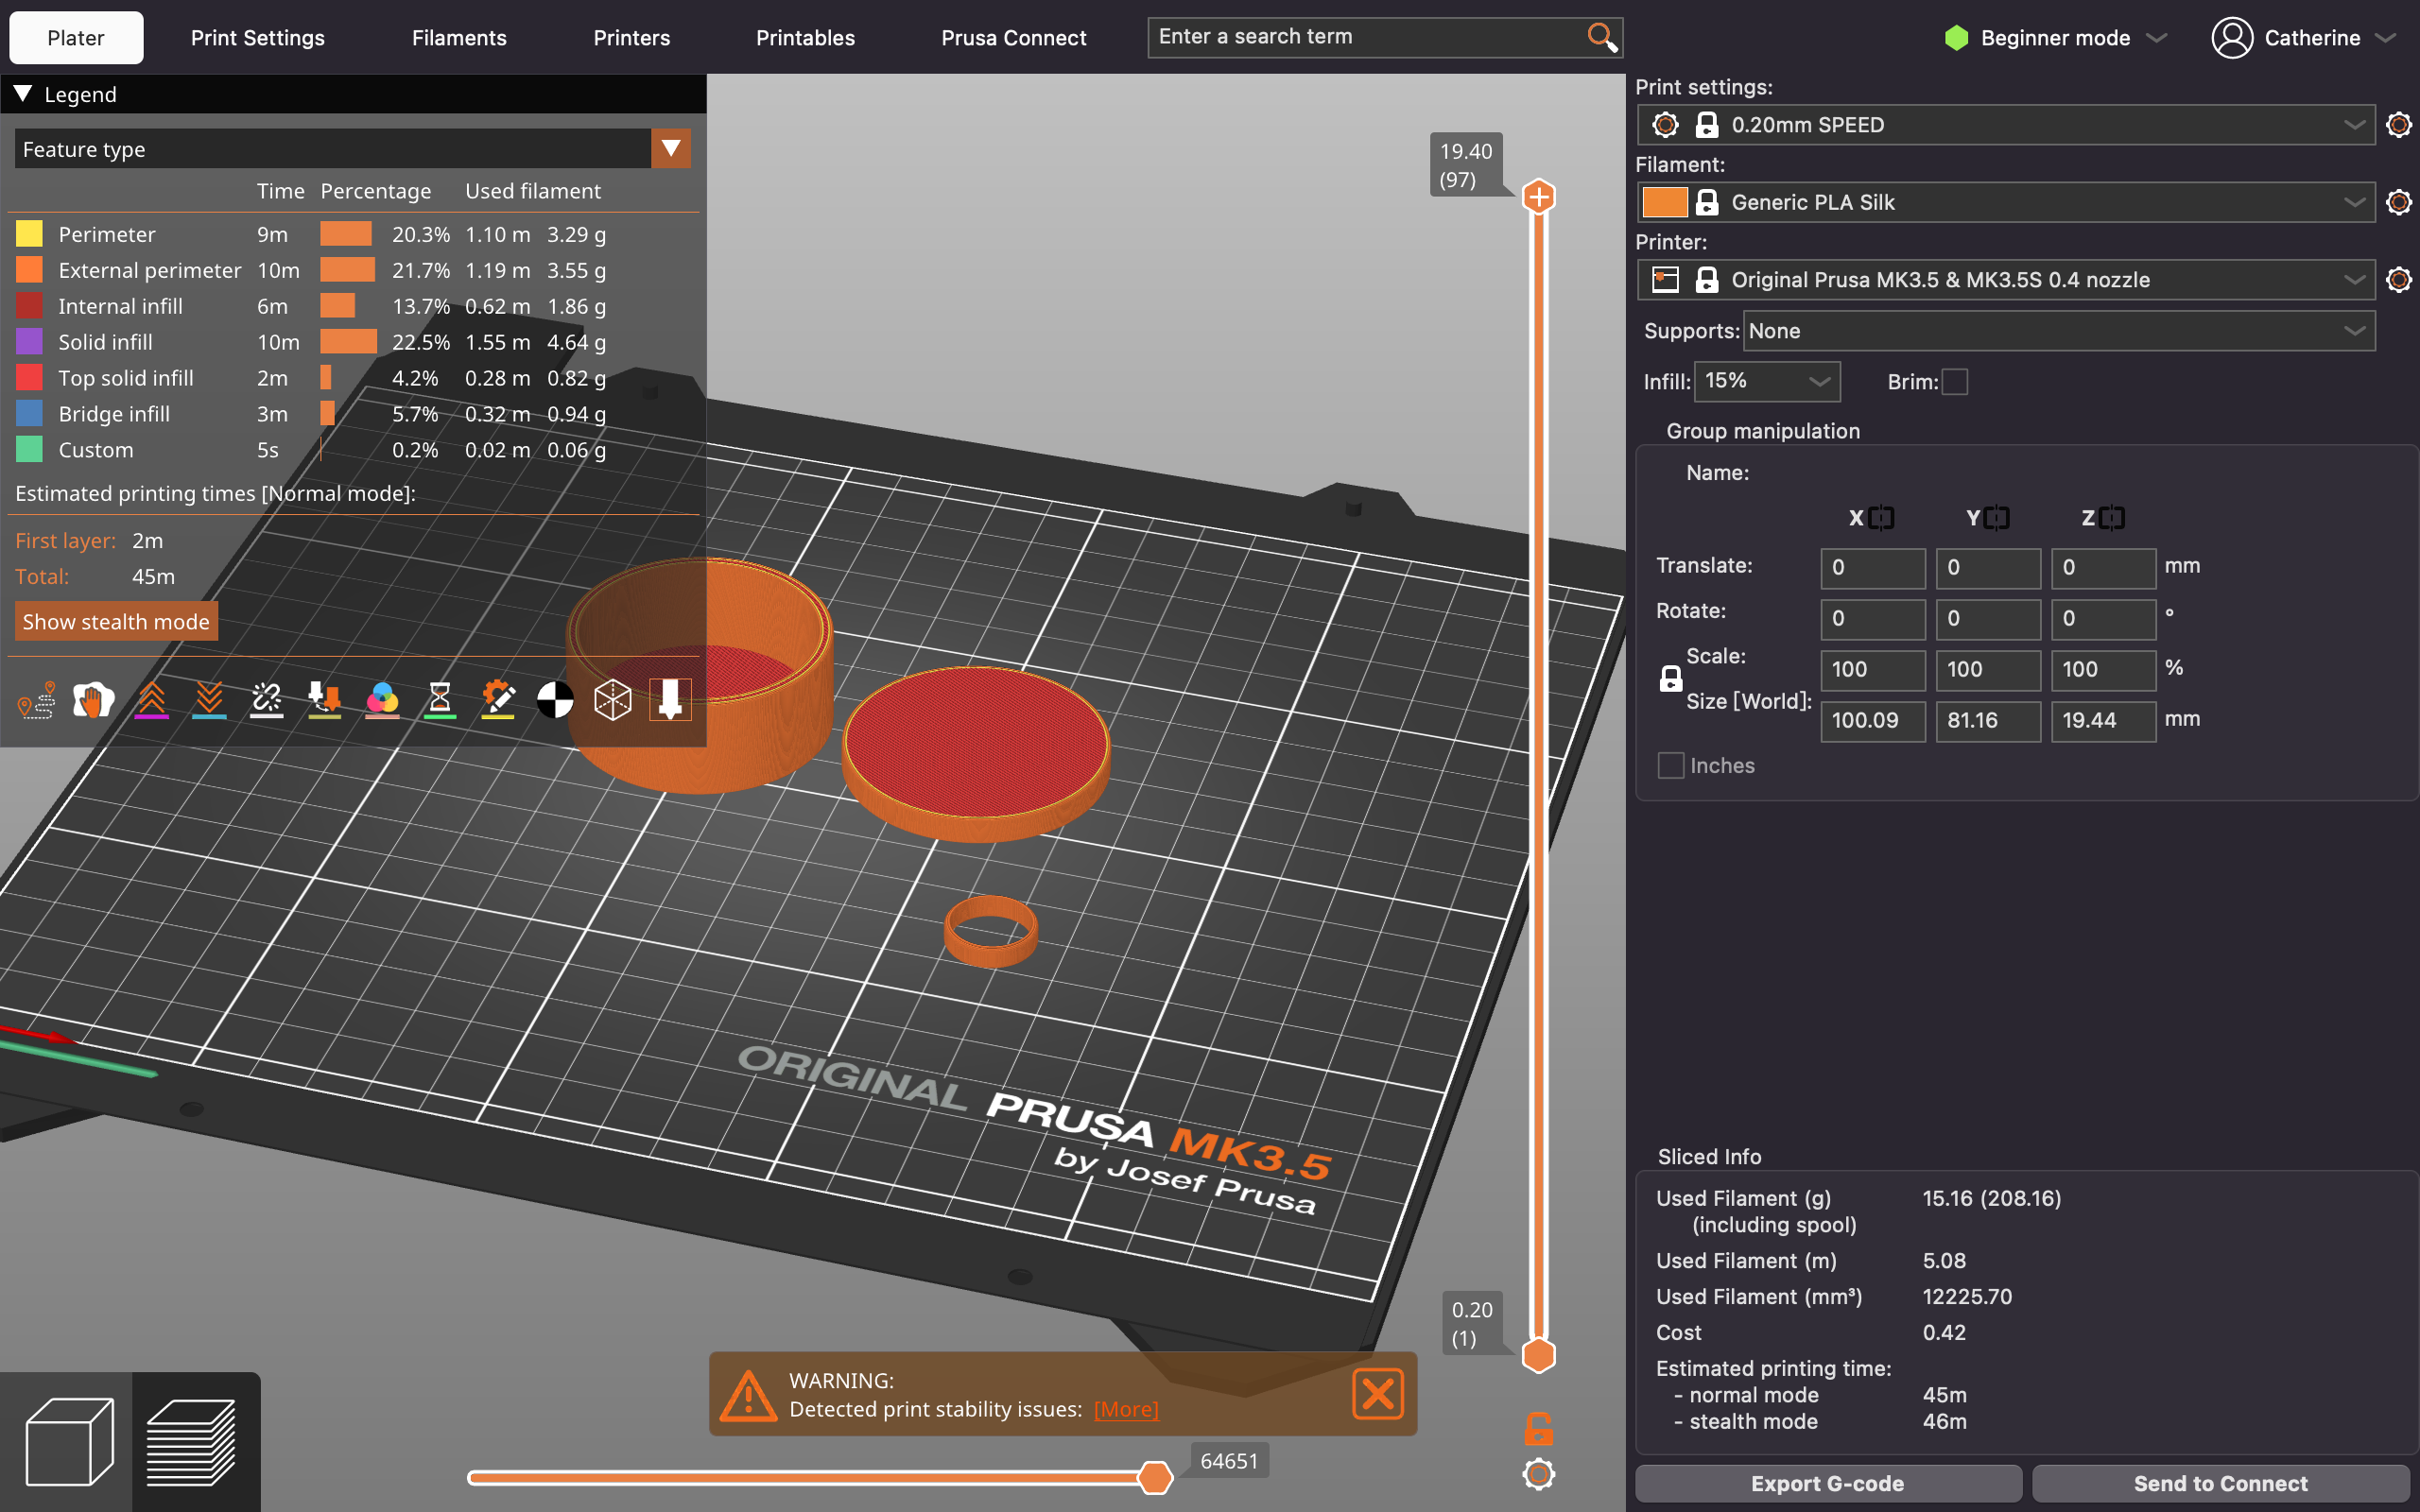 Plater Print Settings Filaments Printers Printables Prusa Connect Enter a search term Beginner mode Catherine
Legend
Feature type
Time Percentage Used filament
Perimeter 9m 20.3% 1.10 m 3.29 g
External perimeter 10m 21.7% 1.19 m 3.55 g
Internal infill 6m 13.7% 0.62 m 1.86 g
Solid infill 10m 22.5% 1.55 m 4.64 g
Top solid infill 2m 4.2% 0.28 m 0.82 g
Bridge infill 3m 5.7% 0.32 m 0.94 g
Custom 5s 0.2% 0.02 m 0.06 g
Estimated printing times [Normal mode]:
First layer: 2m
Total: 45m
Show stealth mode
19.40
(97)
ORIGINAL PRUSA MK3.5
by Josef Prusa
0.20
(1)
WARNING:
Detected print stability issues: [More]
64651
Print settings:
0.20mm SPEED
Filament:
Generic PLA Silk
Printer:
Original Prusa MK3.5 & MK3.5S 0.4 nozzle
Supports: None
Infill: 15% Brim:
Group manipulation
Name:
X Y Z
Translate: 0 0 0 mm
Rotate: 0 0 0 °
Scale: 100 100 100 %
Size [World]: 100.09 81.16 19.44 mm
Inches
Sliced Info
Used Filament (g) 15.16 (208.16)
(including spool)
Used Filament (m) 5.08
Used Filament (mm³) 12225.70
Cost 0.42
Estimated printing time:
- normal mode 45m
- stealth mode 46m
Export G-code Send to Connect